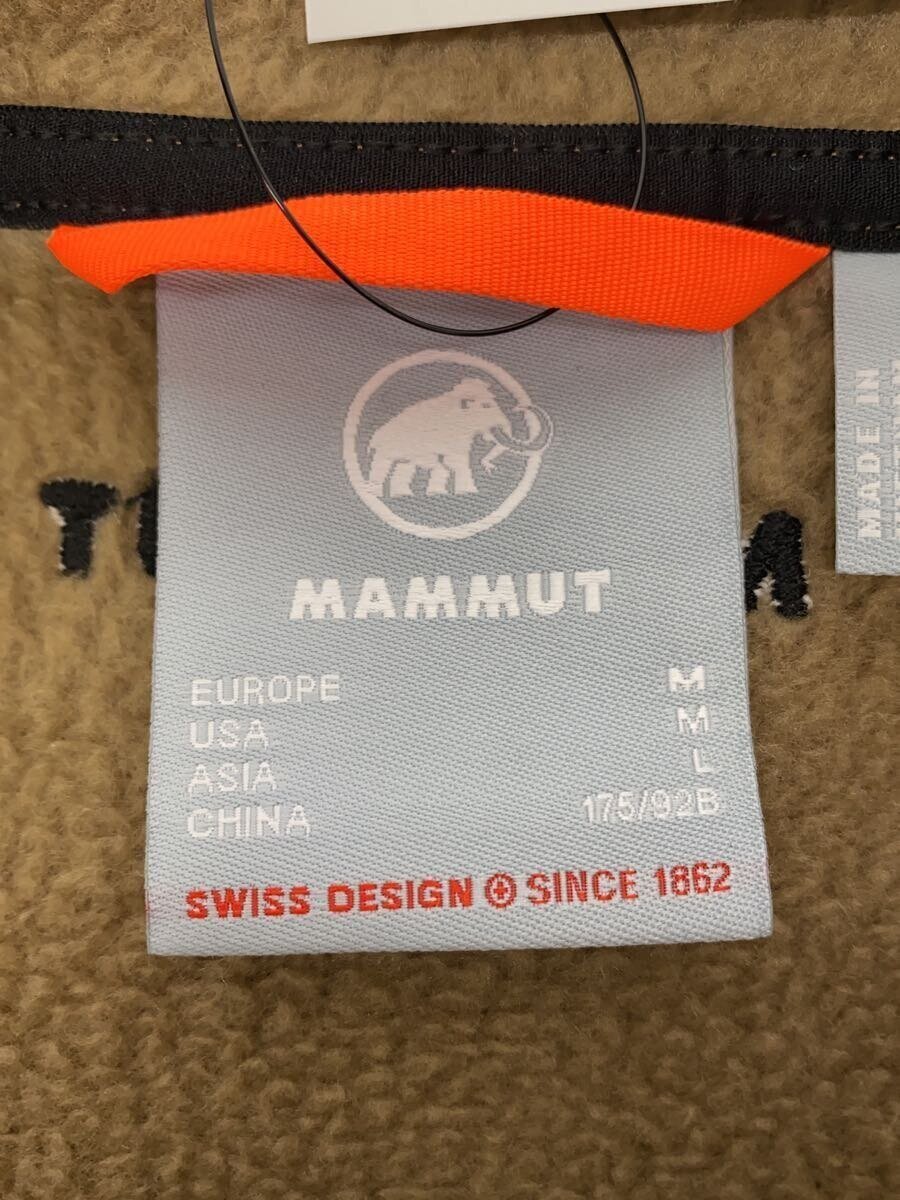 MAMMUT
EUROPE M
USA M
ASIA L
CHINA 175/92B
SWISS DESIGN SINCE 1862
MADE IN